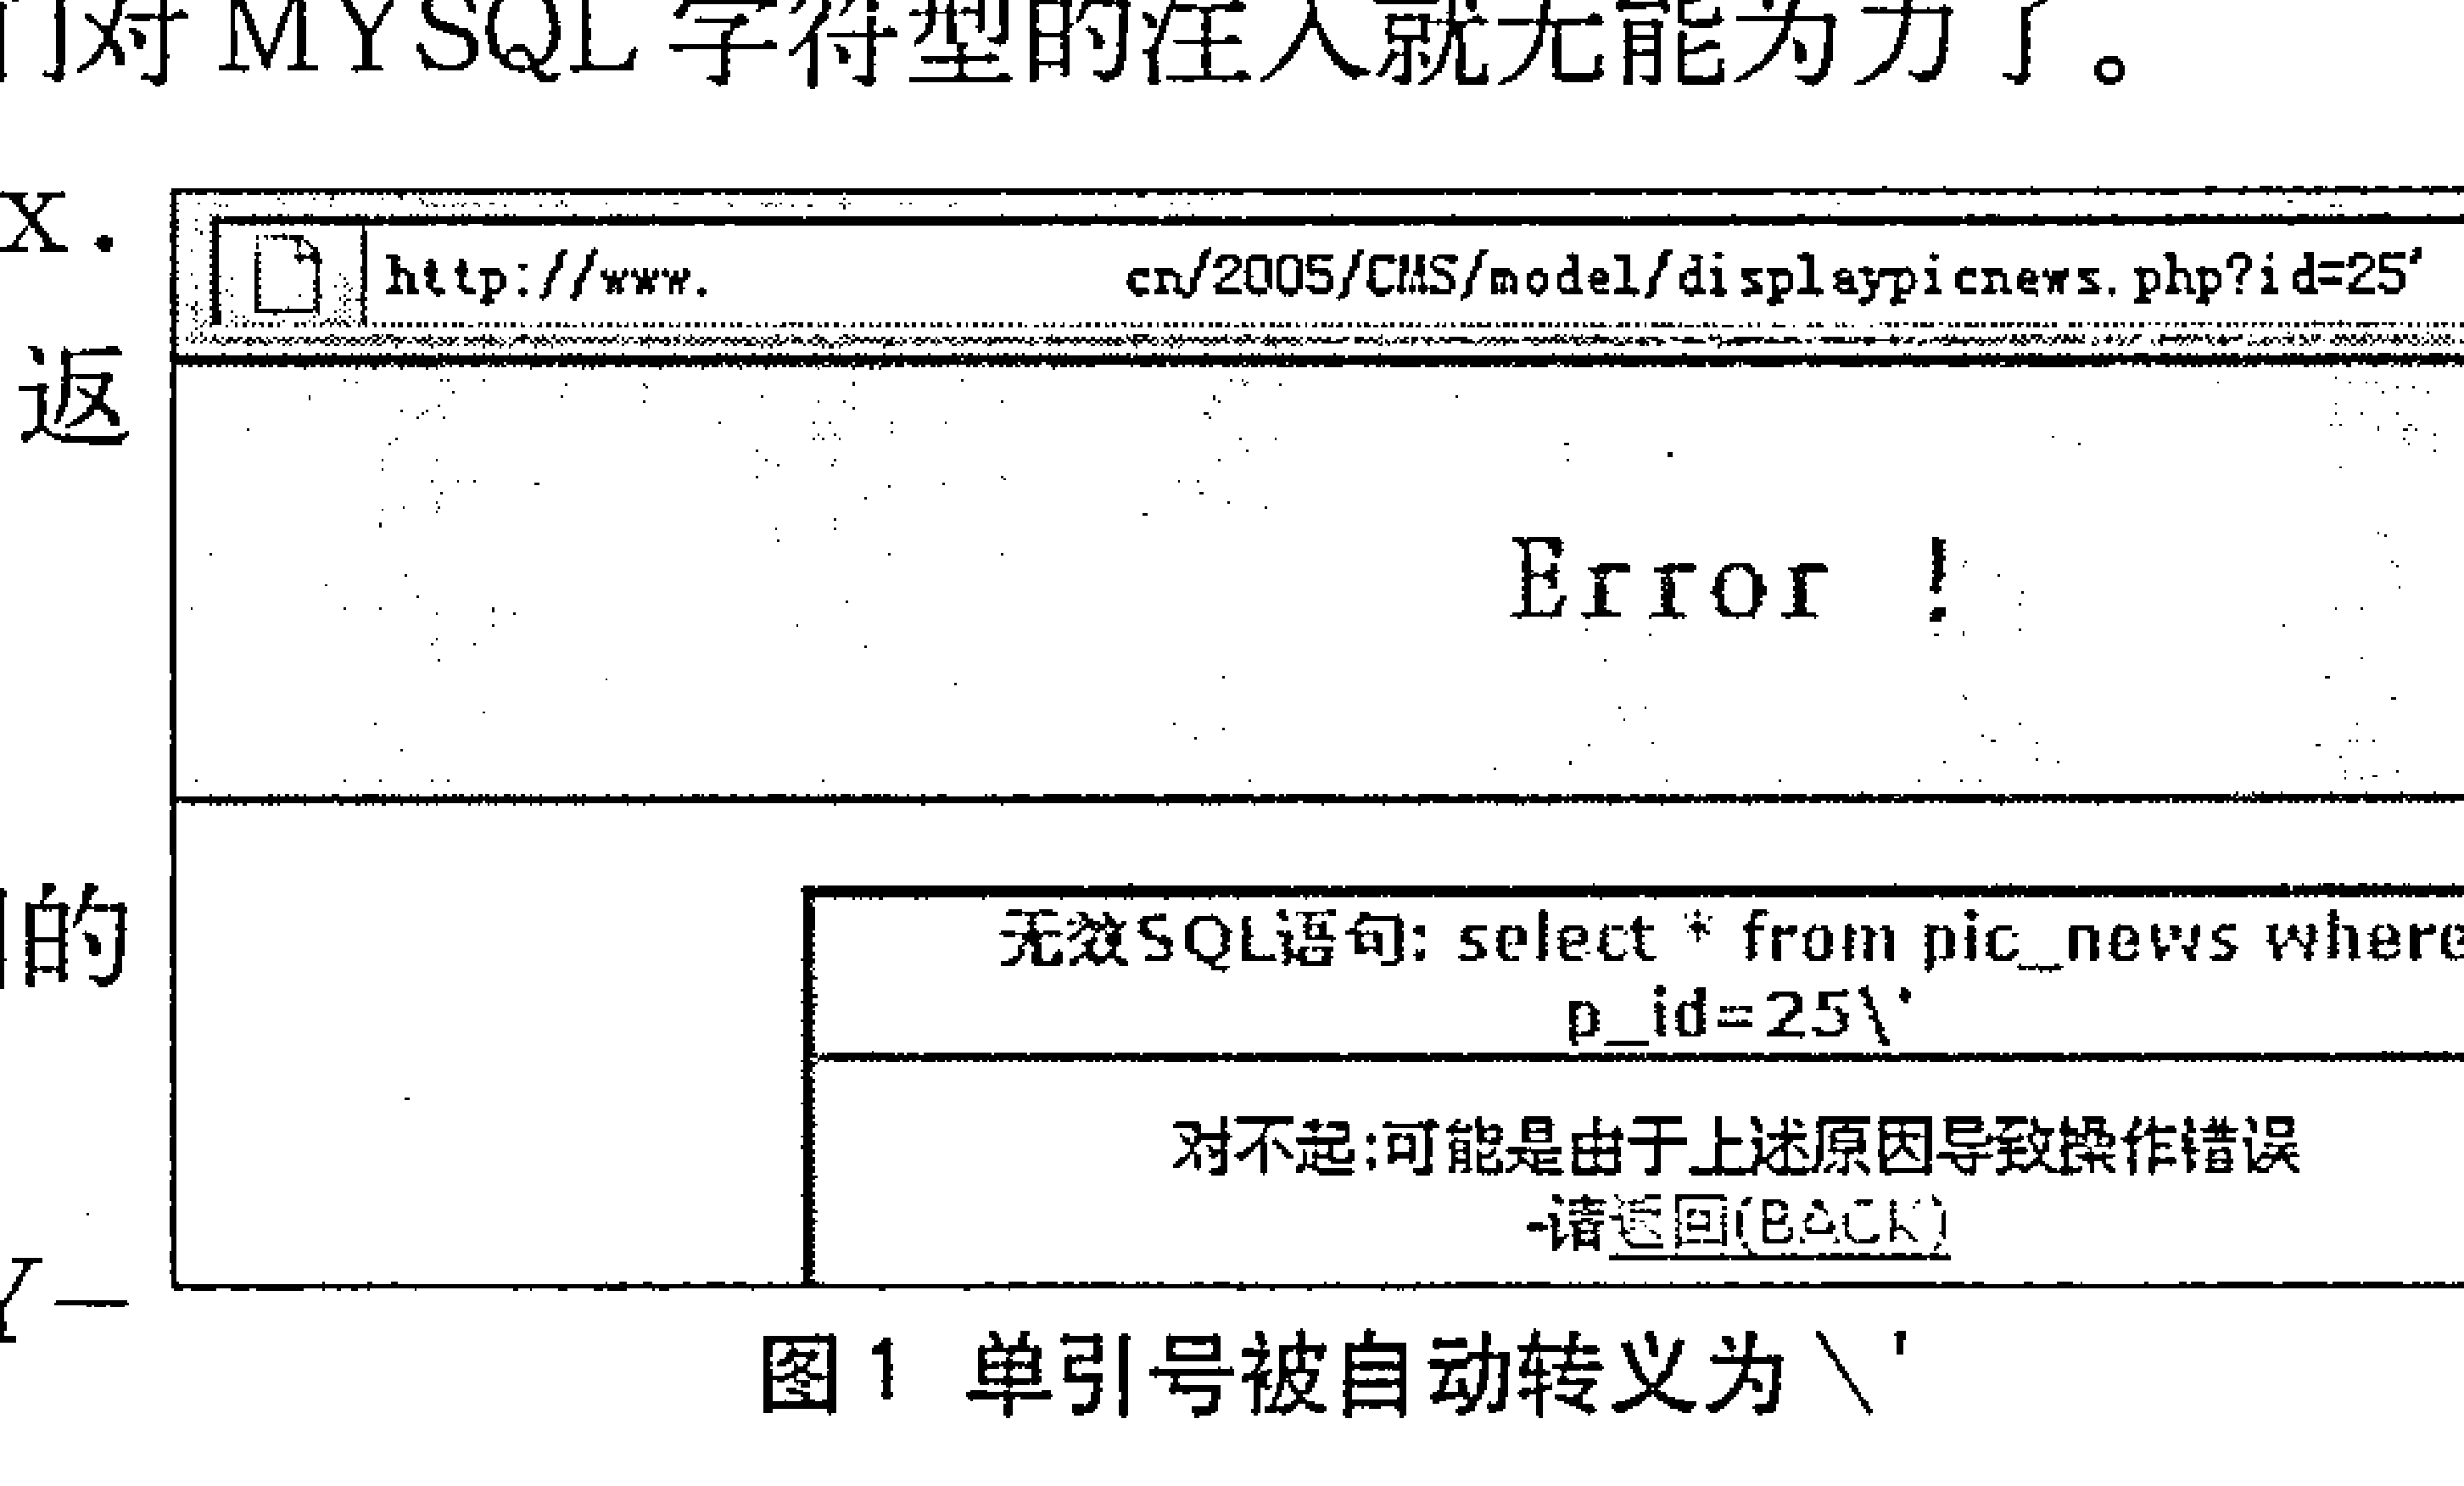 们对 MYSQL 字符型的注入就无能为力了。
x.
http://www. cn/2005/CMS/model/displaypicnews.php?id=25'
返
Error !
的
无效SQL语句: select * from pic_news where
p_id=25\'
对不起:可能是由于上述原因导致操作错误
-请返回(BACK)
Y-
图1 单引号被自动转义为\'